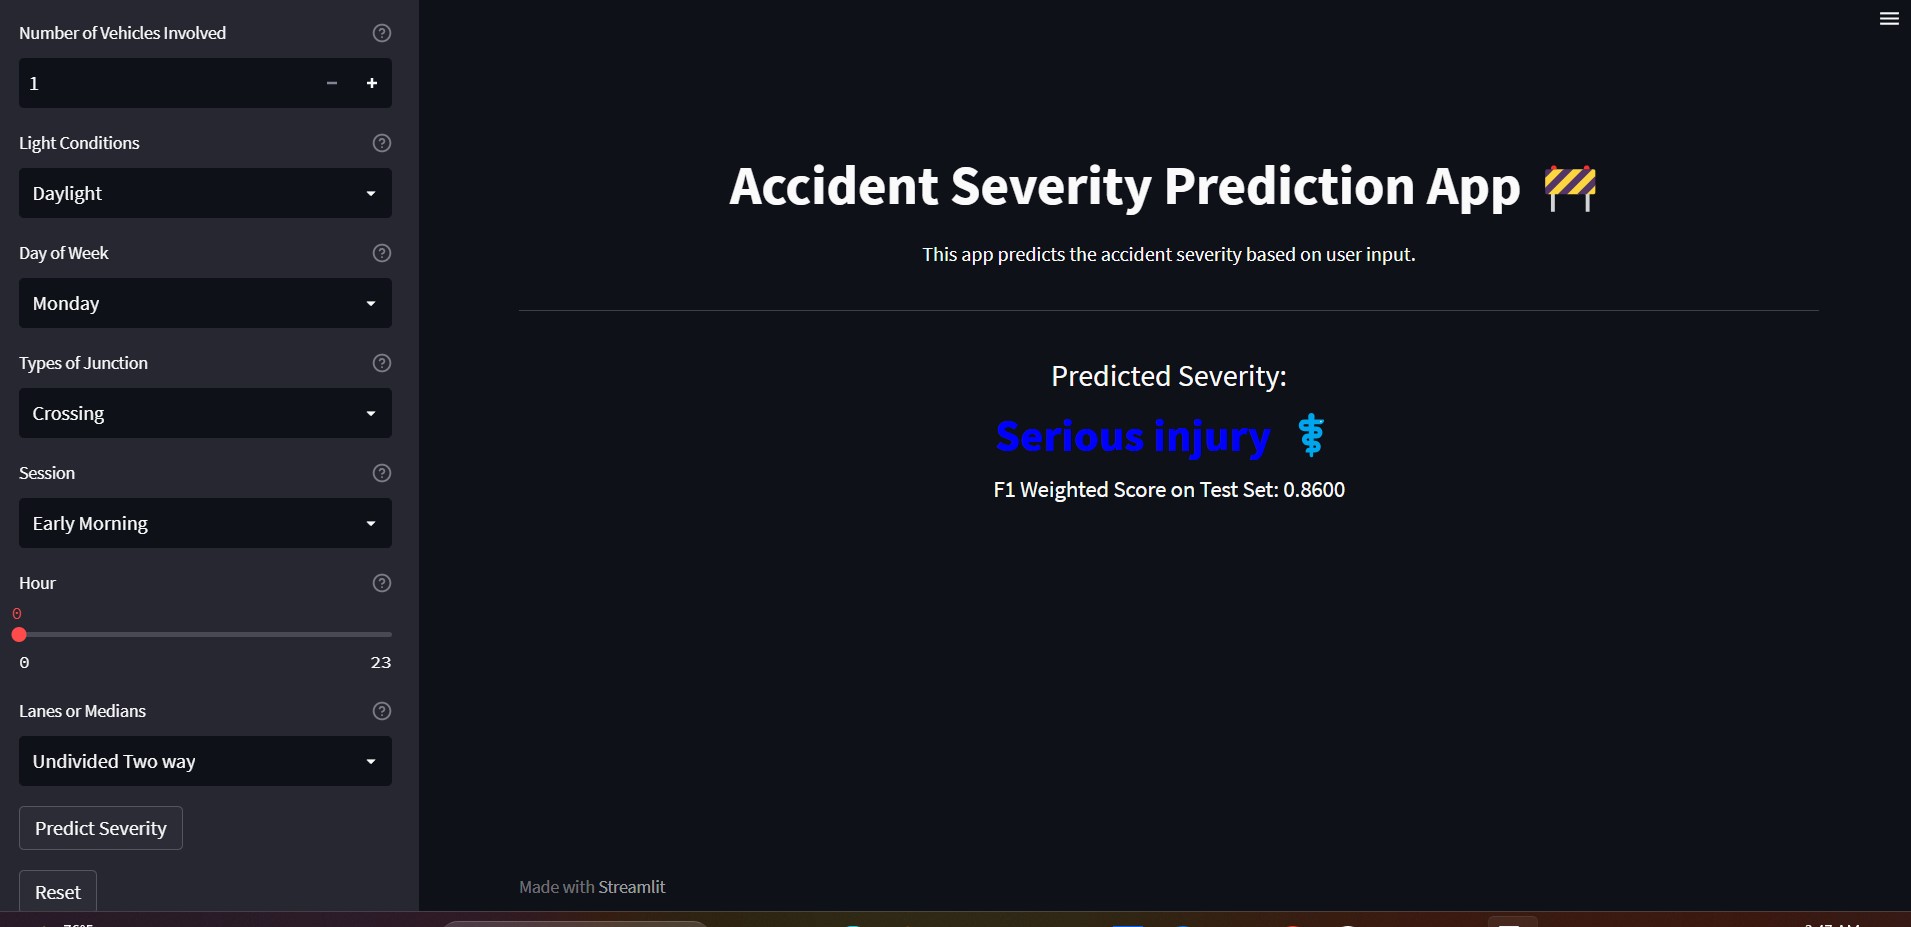 Number of Vehicles Involved
1
Light Conditions
Daylight
Day of Week
Monday
Types of Junction
Crossing
Session
Early Morning
Hour
0
0 23
Lanes or Medians
Undivided Two way
Predict Severity
Reset
Accident Severity Prediction App
This app predicts the accident severity based on user input.
Predicted Severity:
Serious injury
F1 Weighted Score on Test Set: 0.8600
Made with Streamlit